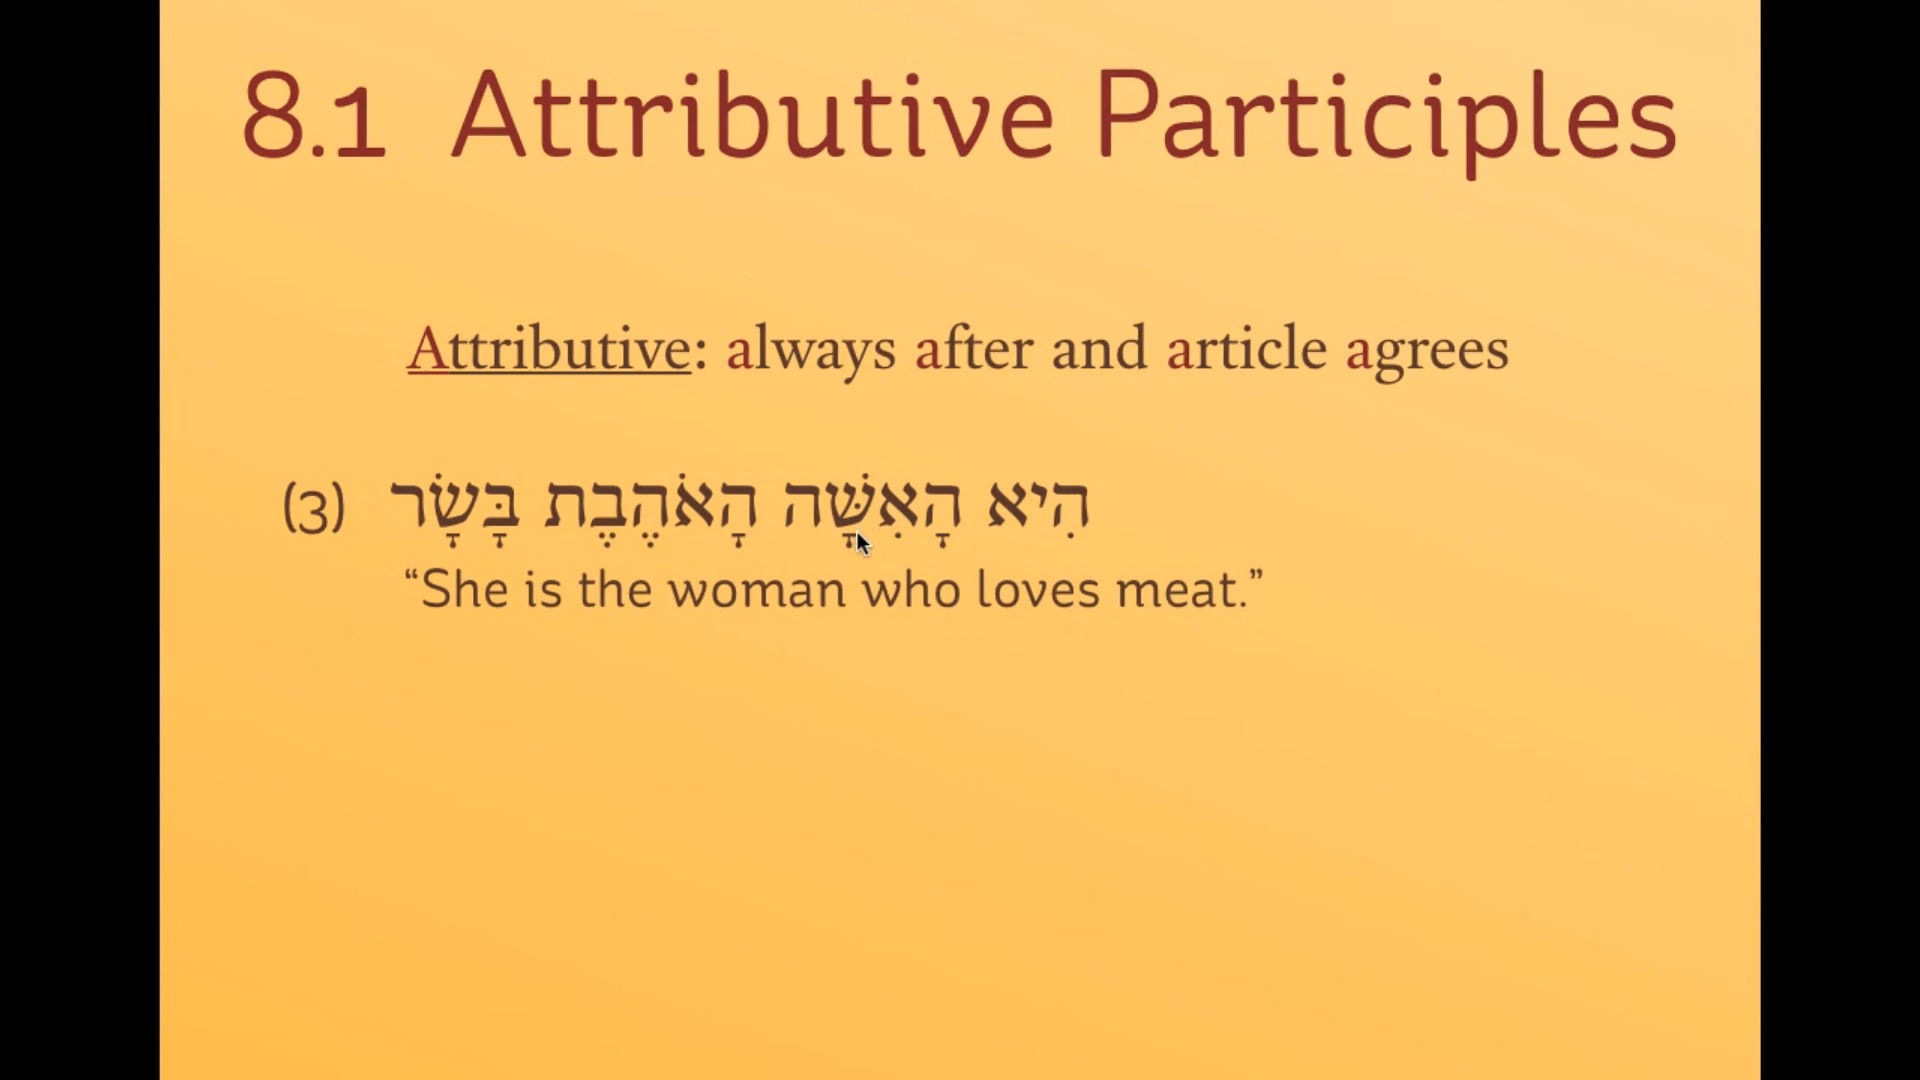 8.1 Attributive Participles
Attributive: always after and article agrees
(3) הִיא הָאִשָּׁה הָאֹהֶבֶת בָּשָׂר
“She is the woman who loves meat.”